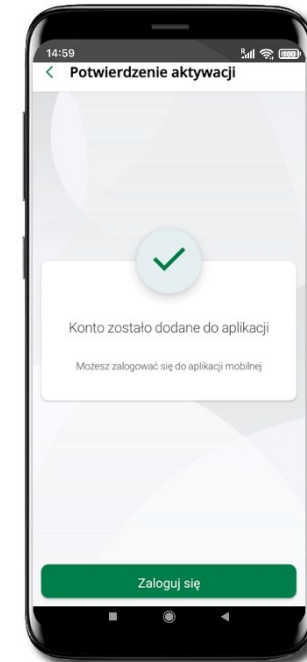 14:59
Potwierdzenie aktywacji
Konto zostało dodane do aplikacji
Możesz zalogować się do aplikacji mobilnej
Zaloguj się